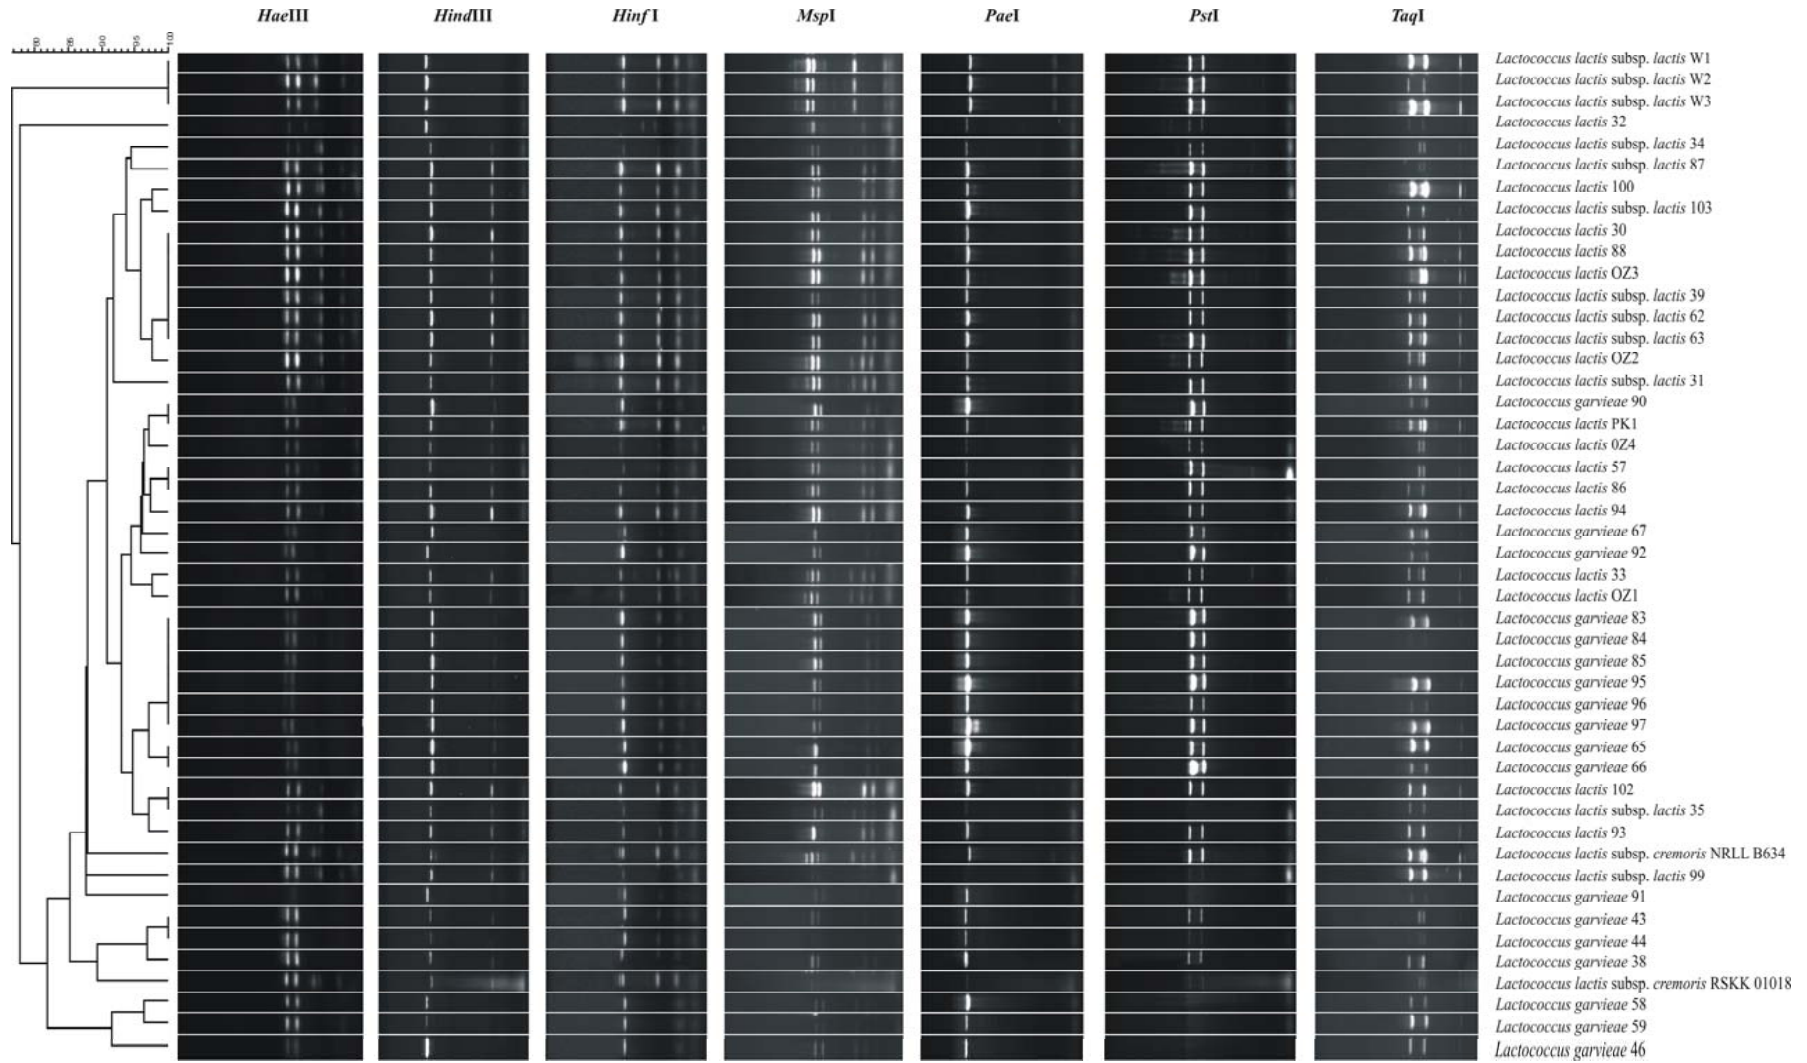 HaeIII HindIII Hinf I MspI PaeI PstI TaqI
80 85 90 95 100
Lactococcus lactis subsp. lactis W1
Lactococcus lactis subsp. lactis W2
Lactococcus lactis subsp. lactis W3
Lactococcus lactis 32
Lactococcus lactis subsp. lactis 34
Lactococcus lactis subsp. lactis 87
Lactococcus lactis 100
Lactococcus lactis subsp. lactis 103
Lactococcus lactis 30
Lactococcus lactis 88
Lactococcus lactis OZ3
Lactococcus lactis subsp. lactis 39
Lactococcus lactis subsp. lactis 62
Lactococcus lactis subsp. lactis 63
Lactococcus lactis OZ2
Lactococcus lactis subsp. lactis 31
Lactococcus garvieae 90
Lactococcus lactis PK1
Lactococcus lactis 0Z4
Lactococcus lactis 57
Lactococcus lactis 86
Lactococcus lactis 94
Lactococcus garvieae 67
Lactococcus garvieae 92
Lactococcus lactis 33
Lactococcus lactis OZ1
Lactococcus garvieae 83
Lactococcus garvieae 84
Lactococcus garvieae 85
Lactococcus garvieae 95
Lactococcus garvieae 96
Lactococcus garvieae 97
Lactococcus garvieae 65
Lactococcus garvieae 66
Lactococcus lactis 102
Lactococcus lactis subsp. lactis 35
Lactococcus lactis 93
Lactococcus lactis subsp. cremoris NRLL B634
Lactococcus lactis subsp. lactis 99
Lactococcus garvieae 91
Lactococcus garvieae 43
Lactococcus garvieae 44
Lactococcus garvieae 38
Lactococcus lactis subsp. cremoris RSKK 01018
Lactococcus garvieae 58
Lactococcus garvieae 59
Lactococcus garvieae 46